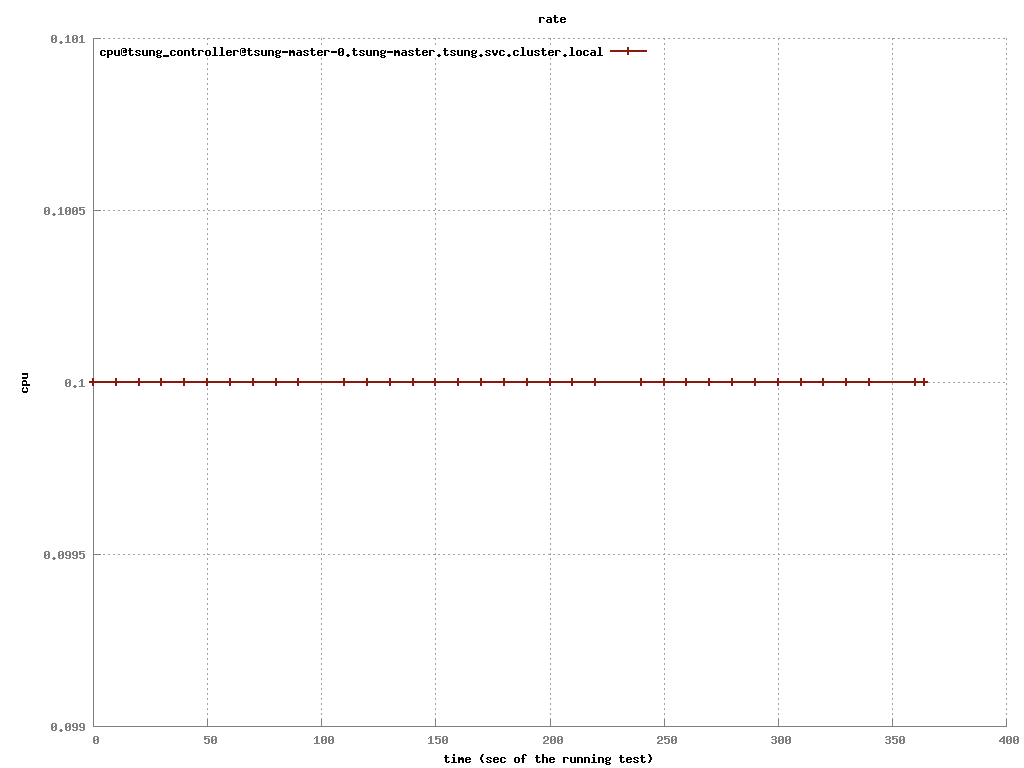 rate
0.101
cpu@tsung_controller@tsung-master-0.tsung-master.tsung.svc.cluster.local
0.1005
cpu
0.1
0.0995
0.099
0 50 100 150 200 250 300 350 400
time (sec of the running test)